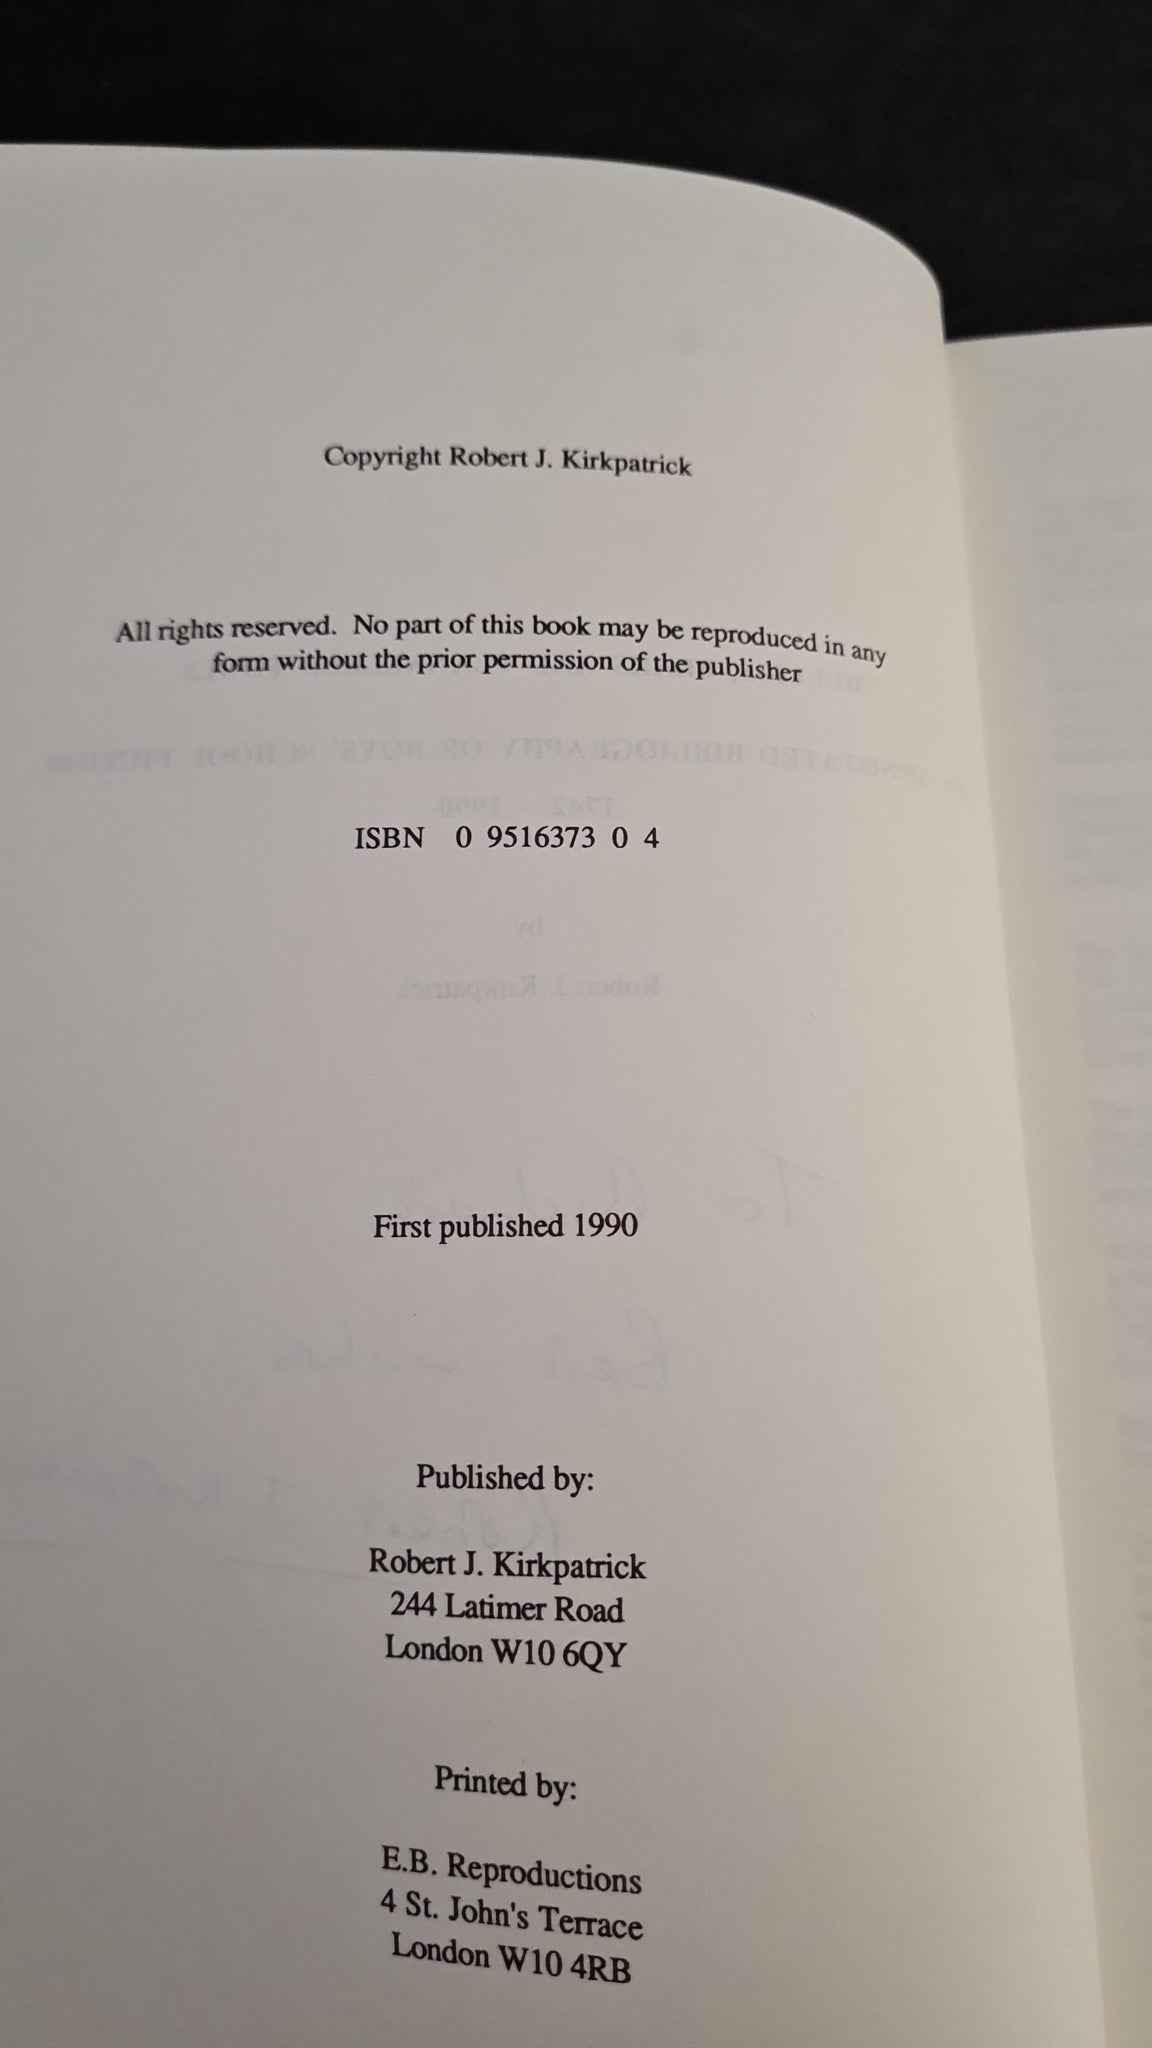 Copyright Robert J. Kirkpatrick
All rights reserved. No part of this book may be reproduced in any
form without the prior permission of the publisher
ISBN 0 9516373 0 4
First published 1990
Published by:
Robert J. Kirkpatrick
244 Latimer Road
London W10 6QY
Printed by:
E.B. Reproductions
4 St. John's Terrace
London W10 4RB